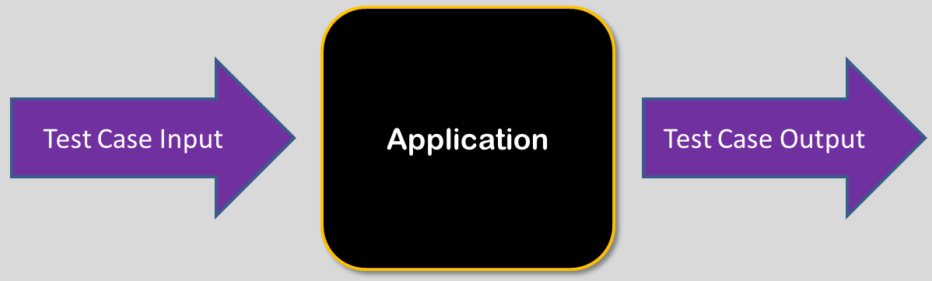 Test Case Input
Application
Test Case Output